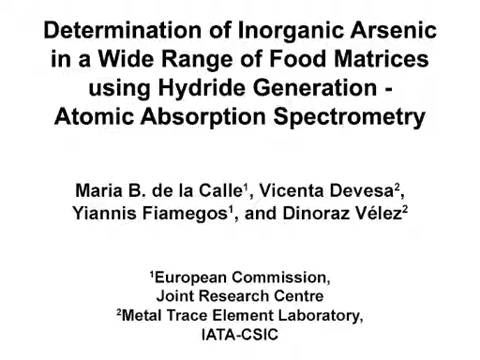 Determination of Inorganic Arsenic
in a Wide Range of Food Matrices
using Hydride Generation -
Atomic Absorption Spectrometry
Maria B. de la Calle¹, Vicenta Devesa²,
Yiannis Fiamegos¹, and Dinoraz Vélez²
¹European Commission,
Joint Research Centre
²Metal Trace Element Laboratory,
IATA-CSIC